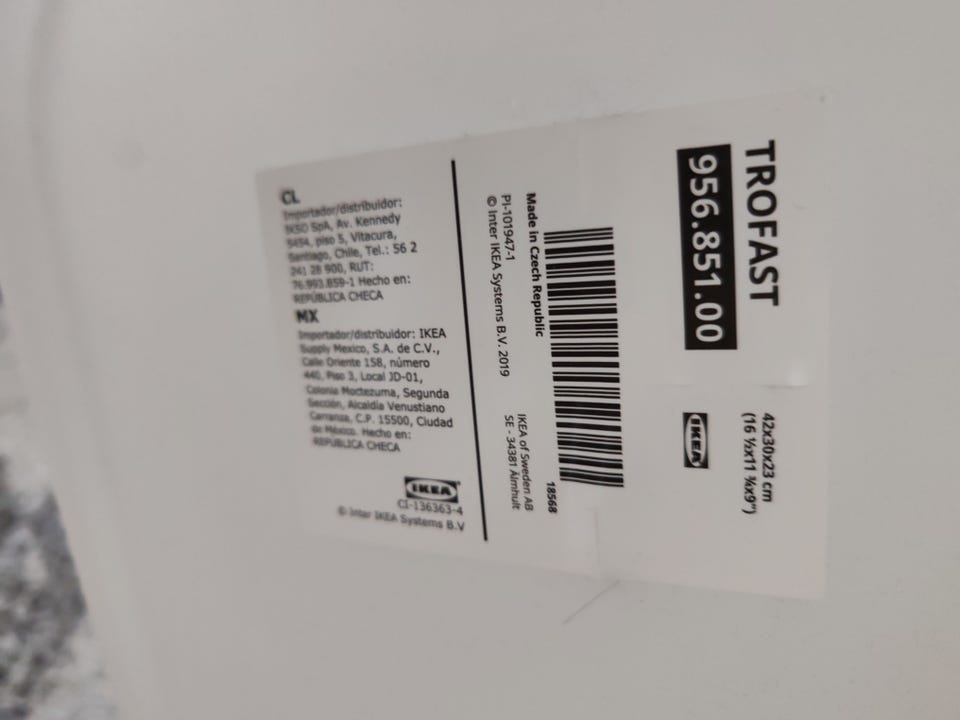 TROFAST
956.851.00
42x30x23 cm
(16 ½x11 ¾x9")
IKEA
18568
Made in Czech Republic
PI-101947-1
© Inter IKEA Systems B.V. 2019
IKEA of Sweden AB
SE - 34381 Älmhult
CL
Importador/distribuidor:
IKSO SpA, Av. Kennedy
5454, piso 5, Vitacura,
Santiago, Chile, Tel.: 56 2
241 28 900, RUT:
76.993.859-1 Hecho en:
REPÚBLICA CHECA
MX
Importador/distribuidor: IKEA
Supply Mexico, S.A. de C.V.,
Calle Oriente 158, número
440, Piso 3, Local JD-01,
Colonia Moctezuma, Segunda
Sección, Alcaldía Venustiano
Carranza, C.P. 15500, Ciudad
de México. Hecho en:
REPÚBLICA CHECA
IKEA
CI-136363-4
© Inter IKEA Systems B.V